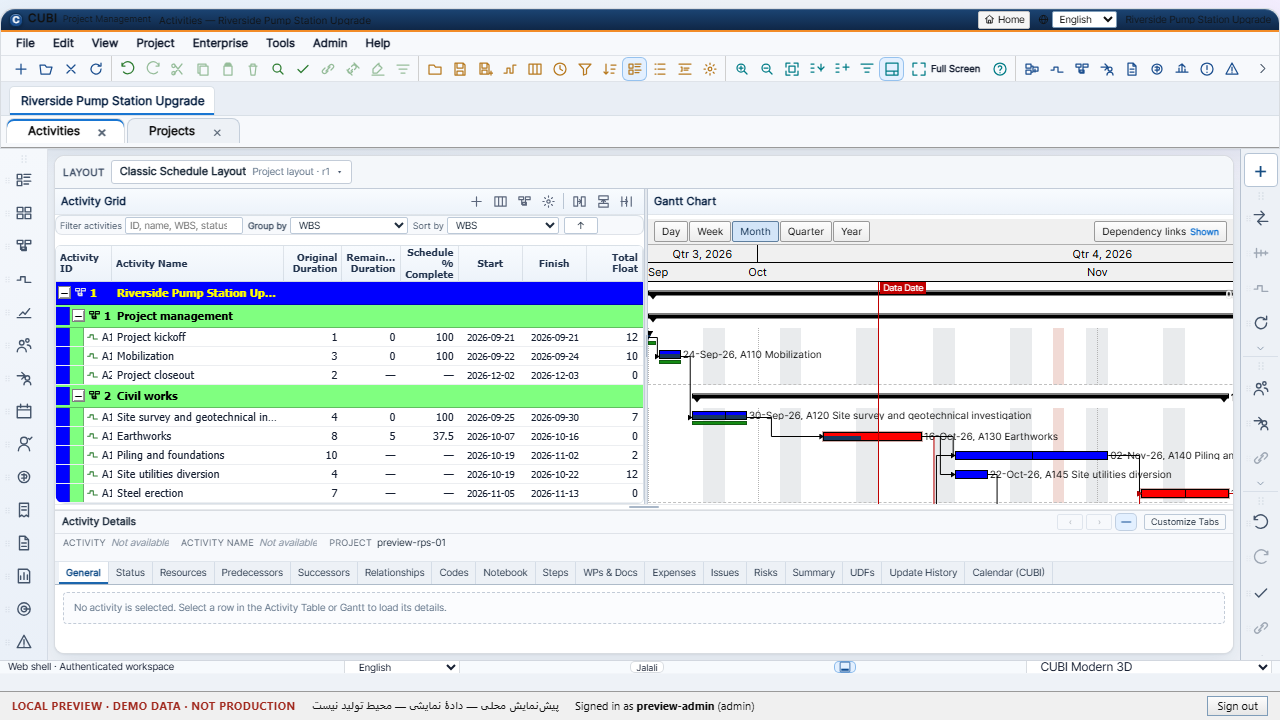 CUBI Project Management Activities — Riverside Pump Station Upgrade Home English Riverside Pump Station Upgrade
File Edit View Project Enterprise Tools Admin Help
Full Screen
Riverside Pump Station Upgrade
Activities Projects
LAYOUT Classic Schedule Layout Project layout · r1
Activity Grid
Filter activities ID, name, WBS, status Group by WBS Sort by WBS
Activity ID Activity Name Original Duration Remain... Duration Schedule % Complete Start Finish Total Float
1 Riverside Pump Station Up...
1 Project management
A1 Project kickoff 1 0 100 2026-09-21 2026-09-21 12
A1 Mobilization 3 0 100 2026-09-22 2026-09-24 10
A2 Project closeout 2 — — 2026-12-02 2026-12-03 0
2 Civil works
A1 Site survey and geotechnical in... 4 0 100 2026-09-25 2026-09-30 7
A1 Earthworks 8 5 37.5 2026-10-07 2026-10-16 0
A1 Piling and foundations 10 — — 2026-10-19 2026-11-02 2
A1 Site utilities diversion 4 — — 2026-10-19 2026-10-22 12
A1 Steel erection 7 — — 2026-11-05 2026-11-13 0
Gantt Chart
Day Week Month Quarter Year Dependency links Shown
Qtr 3, 2026 Qtr 4, 2026
Sep Oct Nov
Data Date
24-Sep-26, A110 Mobilization
30-Sep-26, A120 Site survey and geotechnical investigation
16-Oct-26, A130 Earthworks
02-Nov-26, A140 Piling an
22-Oct-26, A145 Site utilities diversion
Activity Details Customize Tabs
ACTIVITY Not available ACTIVITY NAME Not available PROJECT preview-rps-01
General Status Resources Predecessors Successors Relationships Codes Notebook Steps WPs & Docs Expenses Issues Risks Summary UDFs Update History Calendar (CUBI)
No activity is selected. Select a row in the Activity Table or Gantt to load its details.
Web shell · Authenticated workspace English Jalali CUBI Modern 3D
LOCAL PREVIEW · DEMO DATA · NOT PRODUCTION پیش‌نمایش محلی — دادهٔ نمایشی — محیط تولید نیست Signed in as preview-admin (admin) Sign out